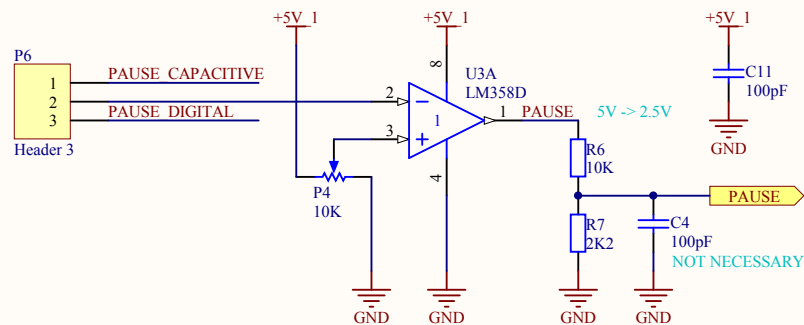 +5V_1
+5V_1
+5V_1
P6
1
2
3
PAUSE_CAPACITIVE
PAUSE_DIGITAL
Header 3
8
U3A
LM358D
2
3
1
1
4
PAUSE
5V -> 2.5V
C11
100pF
GND
P4
10K
R6
10K
R7
2K2
C4
100pF
PAUSE
NOT NECESSARY
GND
GND
GND
GND